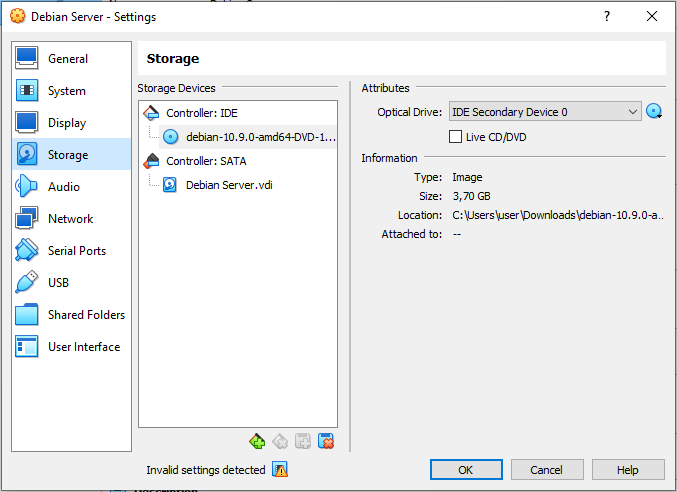 Debian Server - Settings
General
System
Display
Storage
Audio
Network
Serial Ports
USB
Shared Folders
User Interface
Storage
Storage Devices
Controller: IDE
debian-10.9.0-amd64-DVD-1...
Controller: SATA
Debian Server.vdi
Attributes
Optical Drive: IDE Secondary Device 0
Live CD/DVD
Information
Type: Image
Size: 3,70 GB
Location: C:\Users\user\Downloads\debian-10.9.0-a..
Attached to: --
Invalid settings detected
OK Cancel Help